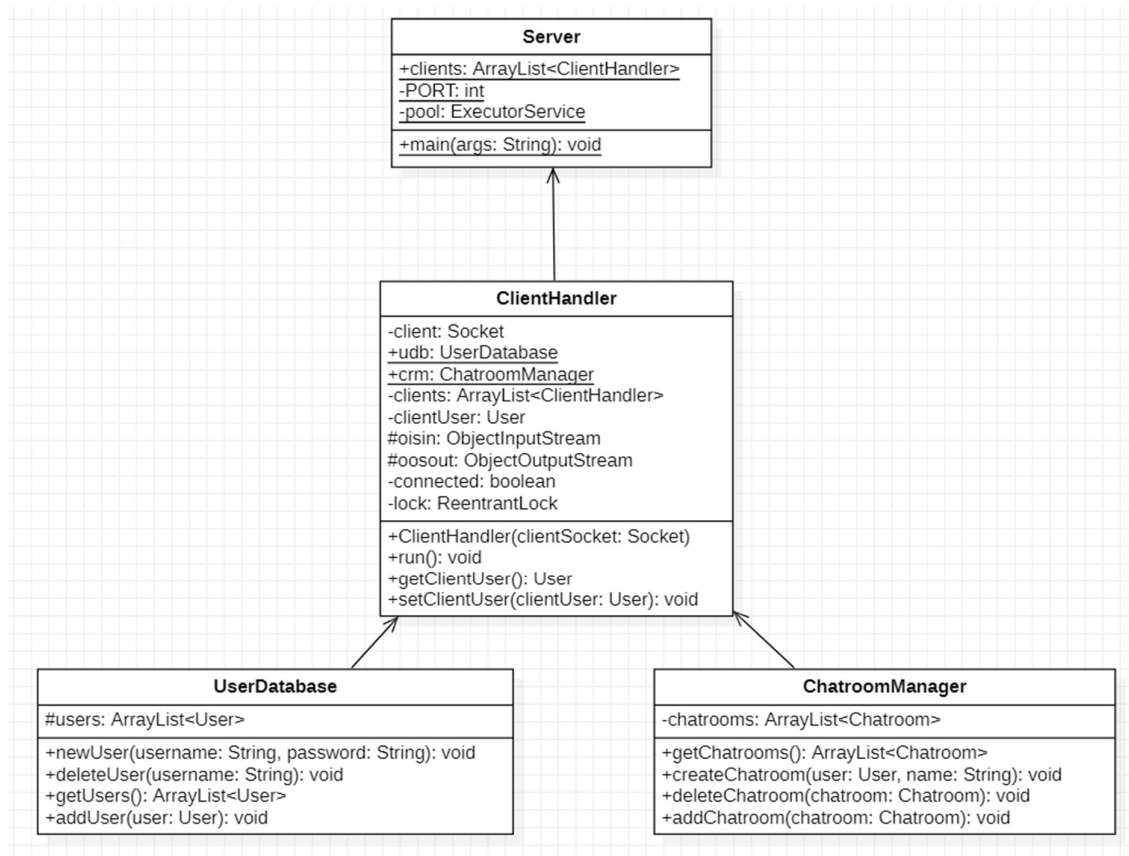 Server
+clients: ArrayList<ClientHandler>
-PORT: int
-pool: ExecutorService
+main(args: String): void
ClientHandler
-client: Socket
+udb: UserDatabase
+crm: ChatroomManager
-clients: ArrayList<ClientHandler>
-clientUser: User
#oisin: ObjectInputStream
#oosout: ObjectOutputStream
-connected: boolean
-lock: ReentrantLock
+ClientHandler(clientSocket: Socket)
+run(): void
+getClientUser(): User
+setClientUser(clientUser: User): void
UserDatabase
#users: ArrayList<User>
+newUser(username: String, password: String): void
+deleteUser(username: String): void
+getUsers(): ArrayList<User>
+addUser(user: User): void
ChatroomManager
-chatrooms: ArrayList<Chatroom>
+getChatrooms(): ArrayList<Chatroom>
+createChatroom(user: User, name: String): void
+deleteChatroom(chatroom: Chatroom): void
+addChatroom(chatroom: Chatroom): void